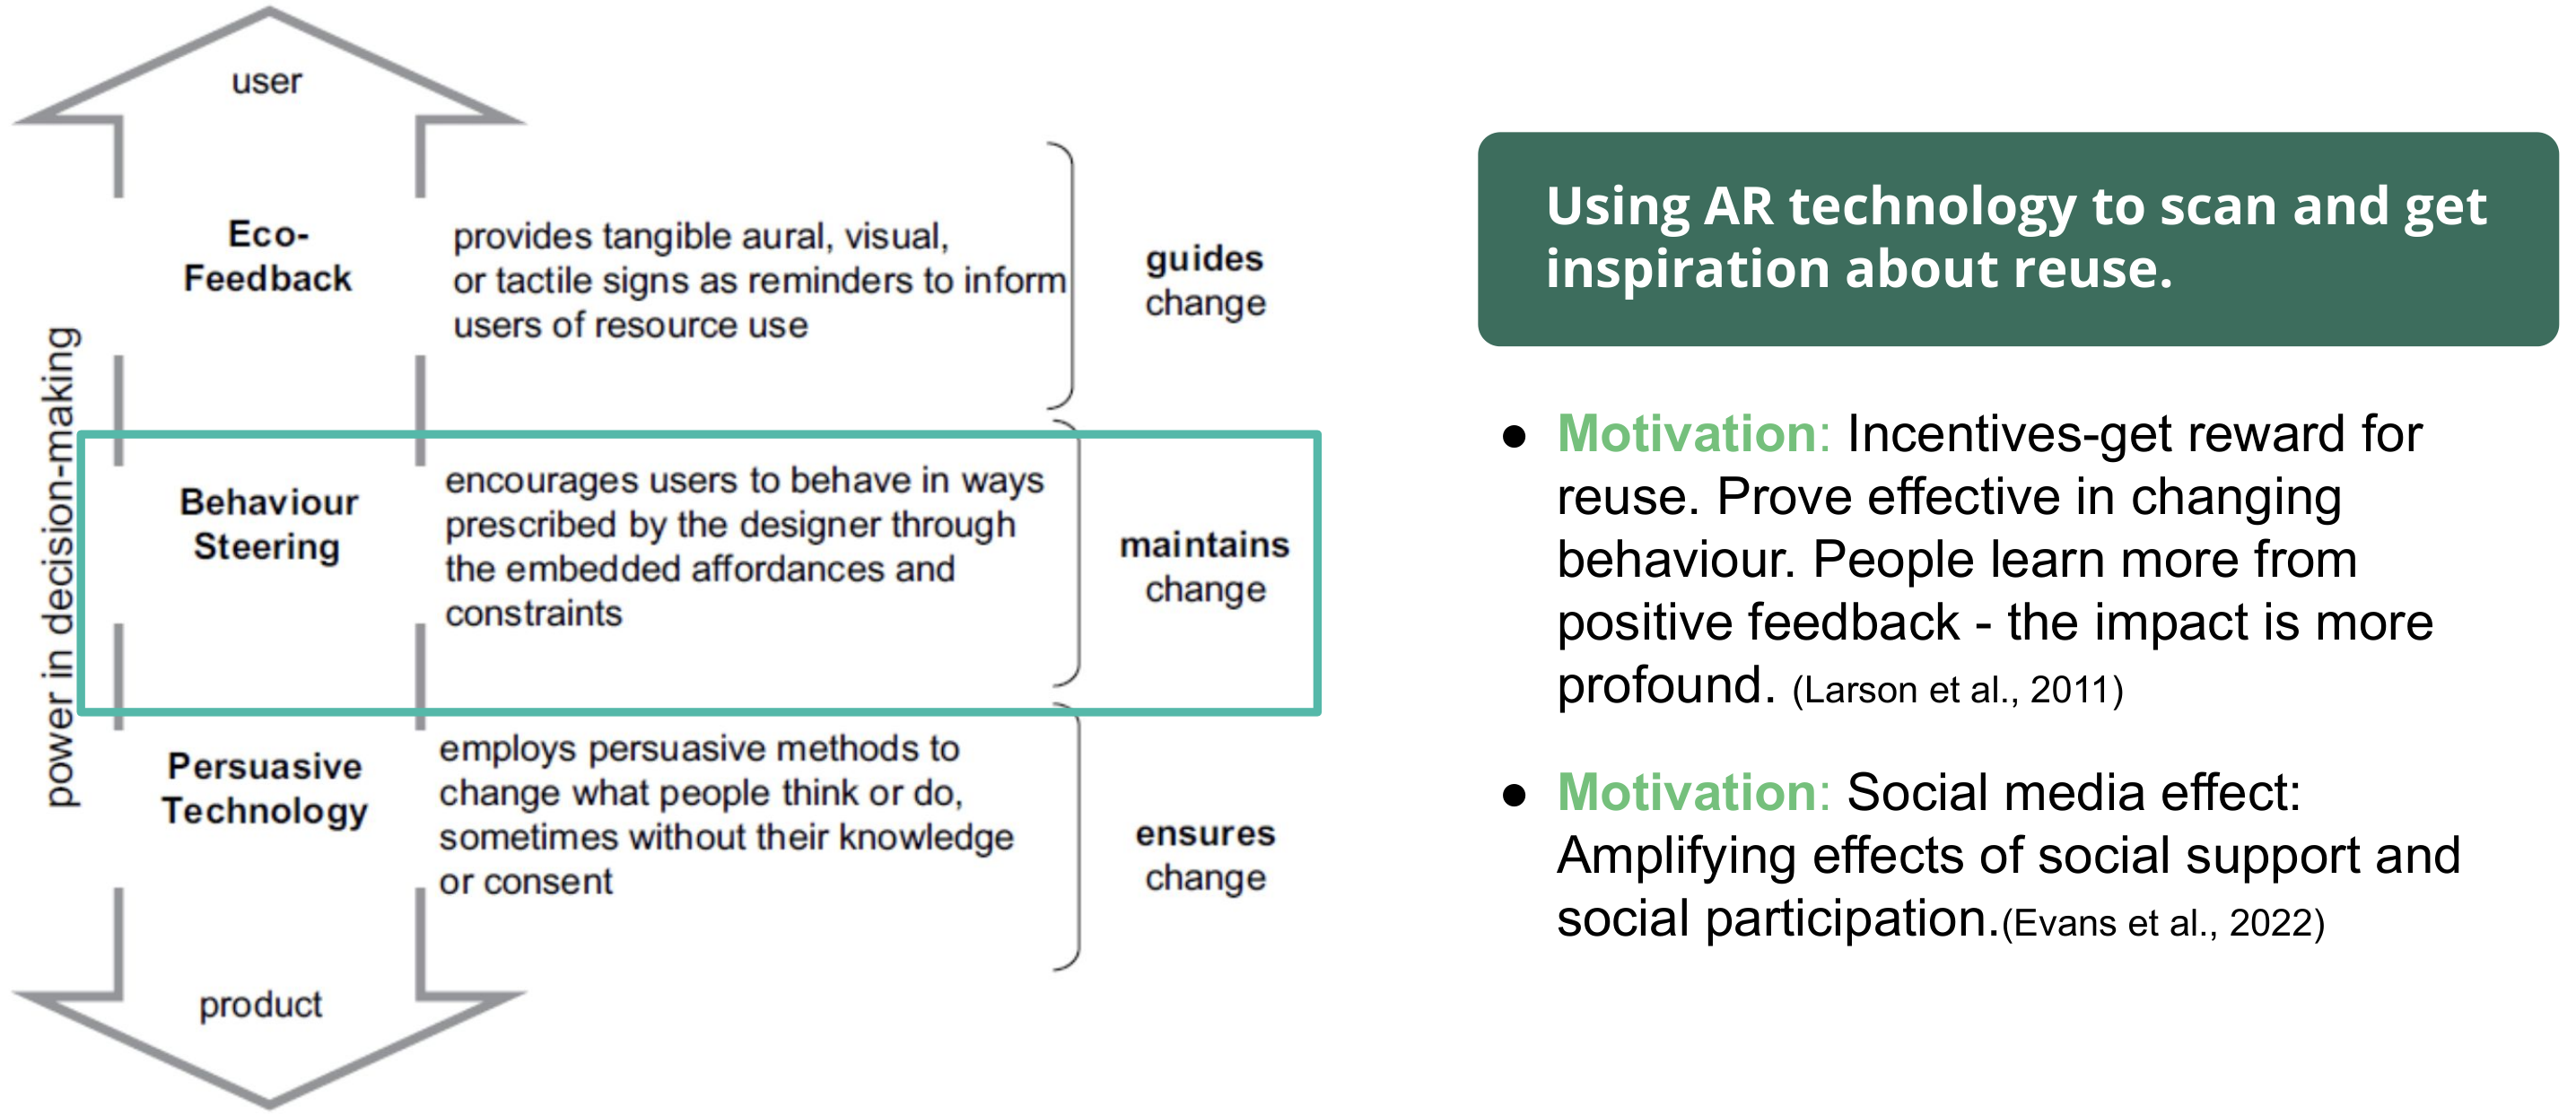 user
power in decision-making
Eco-
Feedback
provides tangible aural, visual,
or tactile signs as reminders to inform
users of resource use
guides
change
Behaviour
Steering
encourages users to behave in ways
prescribed by the designer through
the embedded affordances and
constraints
maintains
change
Persuasive
Technology
employs persuasive methods to
change what people think or do,
sometimes without their knowledge
or consent
ensures
change
product
Using AR technology to scan and get
inspiration about reuse.
● Motivation: Incentives-get reward for
reuse. Prove effective in changing
behaviour. People learn more from
positive feedback - the impact is more
profound. (Larson et al., 2011)
● Motivation: Social media effect:
Amplifying effects of social support and
social participation.(Evans et al., 2022)